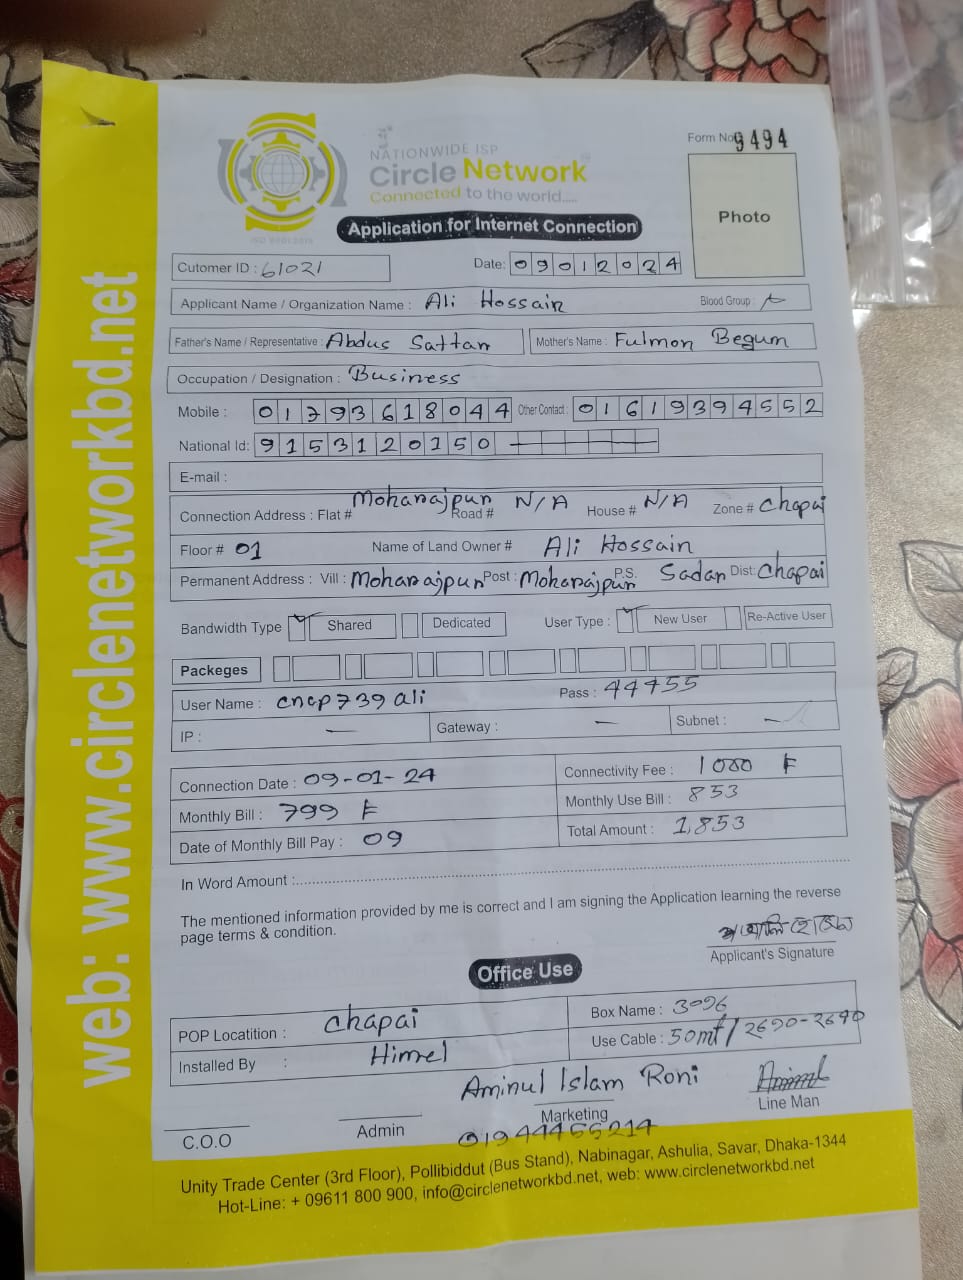 web: www.circlenetworkbd.net
NATIONWIDE ISP
Circle Network
Connected to the world.....
ISO 9001:2015
Form No 9494
Photo
Application for Internet Connection
Cutomer ID : 61021
Date: 09012024
Applicant Name / Organization Name : Ali Hossain Blood Group :
Father's Name / Representative : Abdus Sattar Mother's Name : Fulmon Begum
Occupation / Designation : Business
Mobile : 01793618044 Other Contact : 01619394552
National Id: 9153120150
E-mail :
Connection Address : Flat # Moharajpur Road # N/A House # N/A Zone # Chapai
Floor # 01 Name of Land Owner # Ali Hossain
Permanent Address : Vill : Moharajpur Post : Moharajpur P.S. Sadar Dist: Chapai
Bandwidth Type Shared Dedicated User Type : New User Re-Active User
Packeges
User Name : cncp739ali Pass : 44455
IP : — Gateway : — Subnet : —
Connection Date : 09-01-24 Connectivity Fee : 1000 ৳
Monthly Bill : 799 ৳ Monthly Use Bill : 853
Date of Monthly Bill Pay : 09 Total Amount : 1,853
In Word Amount :
The mentioned information provided by me is correct and I am signing the Application learning the reverse
page terms & condition.
Applicant's Signature
Office Use
POP Locatition : Chapai Box Name : 3096
Installed By : Himel Use Cable : 50mt / 2690-2640
Aminul Islam Roni
C.O.O Admin Marketing Line Man
01944455214
Unity Trade Center (3rd Floor), Pollibiddut (Bus Stand), Nabinagar, Ashulia, Savar, Dhaka-1344
Hot-Line: + 09611 800 900, info@circlenetworkbd.net, web: www.circlenetworkbd.net